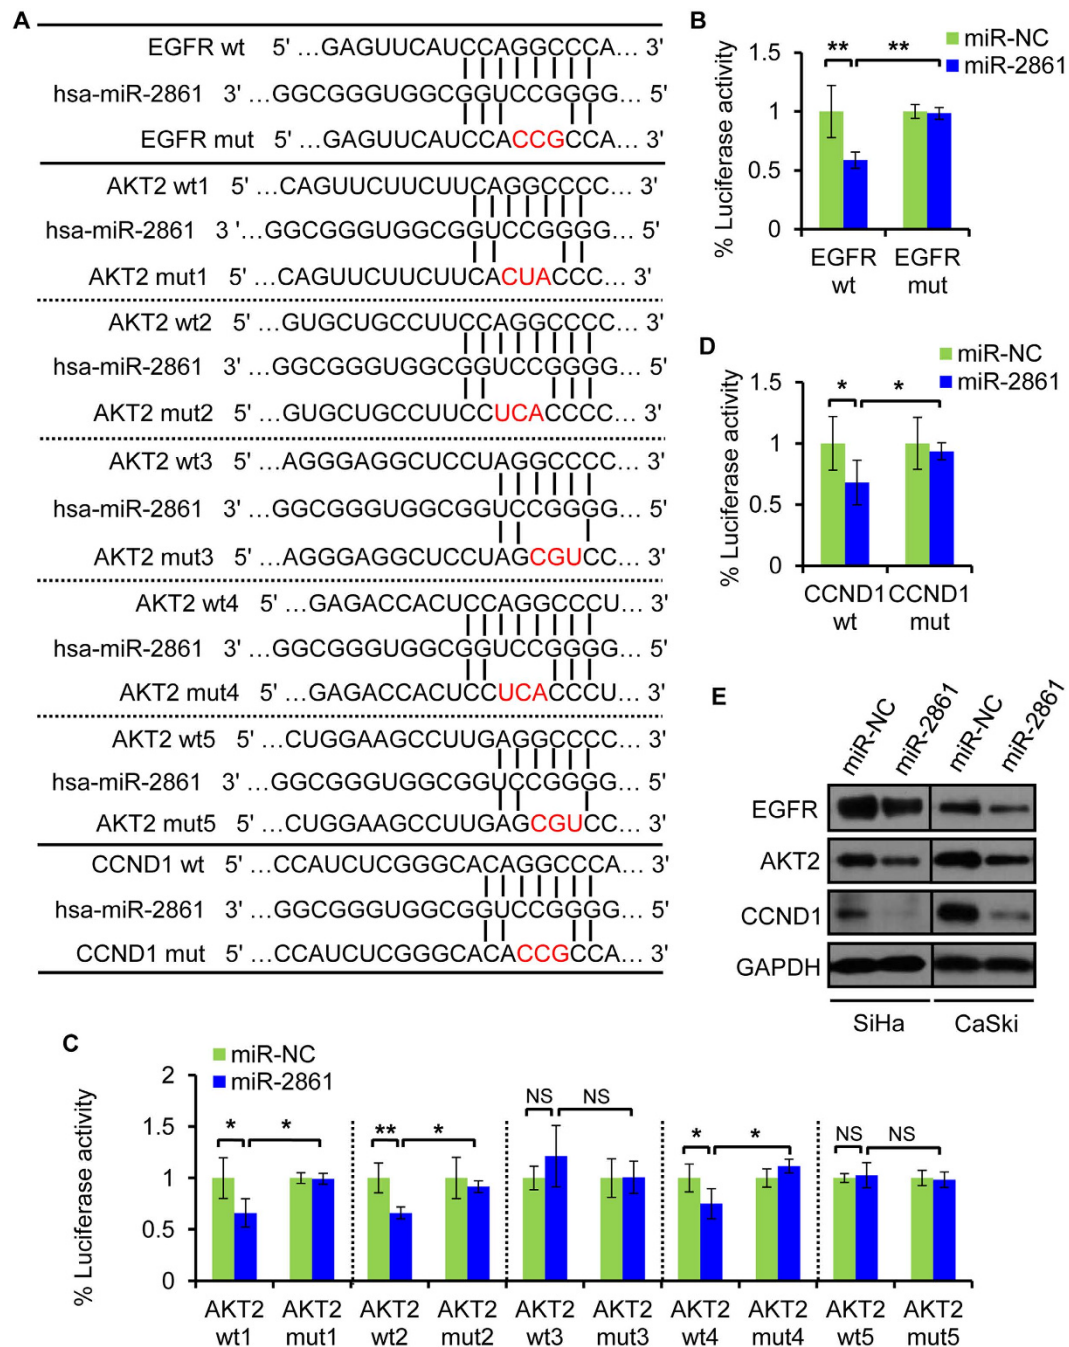 A
EGFR wt 5' ...GAGUUCAUCCAGGCCCA... 3'
hsa-miR-2861 3' ...GGCGGGUGGCGGUCCGGGG... 5'
EGFR mut 5' ...GAGUUCAUCCACCGCCA... 3'
AKT2 wt1 5' ...CAGUUCUUCUUCAGGCCCC... 3'
hsa-miR-2861 3 '...GGCGGGUGGCGGUCCGGGG... 5'
AKT2 mut1 5' ...CAGUUCUUCUUCACUACCC... 3'
AKT2 wt2 5' ...GUGCUGCCUUCCAGGCCCC... 3'
hsa-miR-2861 3' ...GGCGGGUGGCGGUCCGGGG... 5'
AKT2 mut2 5' ...GUGCUGCCUUCCUCACCCC... 3'
AKT2 wt3 5' ...AGGGAGGCUCCUAGGCCCC... 3'
hsa-miR-2861 3' ...GGCGGGUGGCGGUCCGGGG... 5'
AKT2 mut3 5' ...AGGGAGGCUCCUAGCGUCC... 3'
AKT2 wt4 5' ...GAGACCACUCCAGGCCCU... 3'
hsa-miR-2861 3' ...GGCGGGUGGCGGUCCGGGG... 5'
AKT2 mut4 5' ...GAGACCACUCCUCACCCU... 3'
AKT2 wt5 5' ...CUGGAAGCCUUGAGGCCCC... 3'
hsa-miR-2861 3' ...GGCGGGUGGCGGUCCGGGG... 5'
AKT2 mut5 5' ...CUGGAAGCCUUGAGCGUCC... 3'
CCND1 wt 5' ...CCAUCUCGGGCACAGGCCCA... 3'
hsa-miR-2861 3' ...GGCGGGUGGCGGUCCGGGG... 5'
CCND1 mut 5' ...CCAUCUCGGGCACACCGCCA... 3'
B
miR-NC
miR-2861
% Luciferase activity
1.5
1
0.5
0
** **
EGFR EGFR
wt mut
D
miR-NC
miR-2861
% Luciferase activity
1.5
1
0.5
0
* *
CCND1 CCND1
wt mut
E
miR-NC miR-2861 miR-NC miR-2861
EGFR
AKT2
CCND1
GAPDH
SiHa CaSki
C
miR-NC
miR-2861
% Luciferase activity
2
1.5
1
0.5
0
* * ** * NS NS * * NS NS
AKT2 AKT2 AKT2 AKT2 AKT2 AKT2 AKT2 AKT2 AKT2 AKT2
wt1 mut1 wt2 mut2 wt3 mut3 wt4 mut4 wt5 mut5